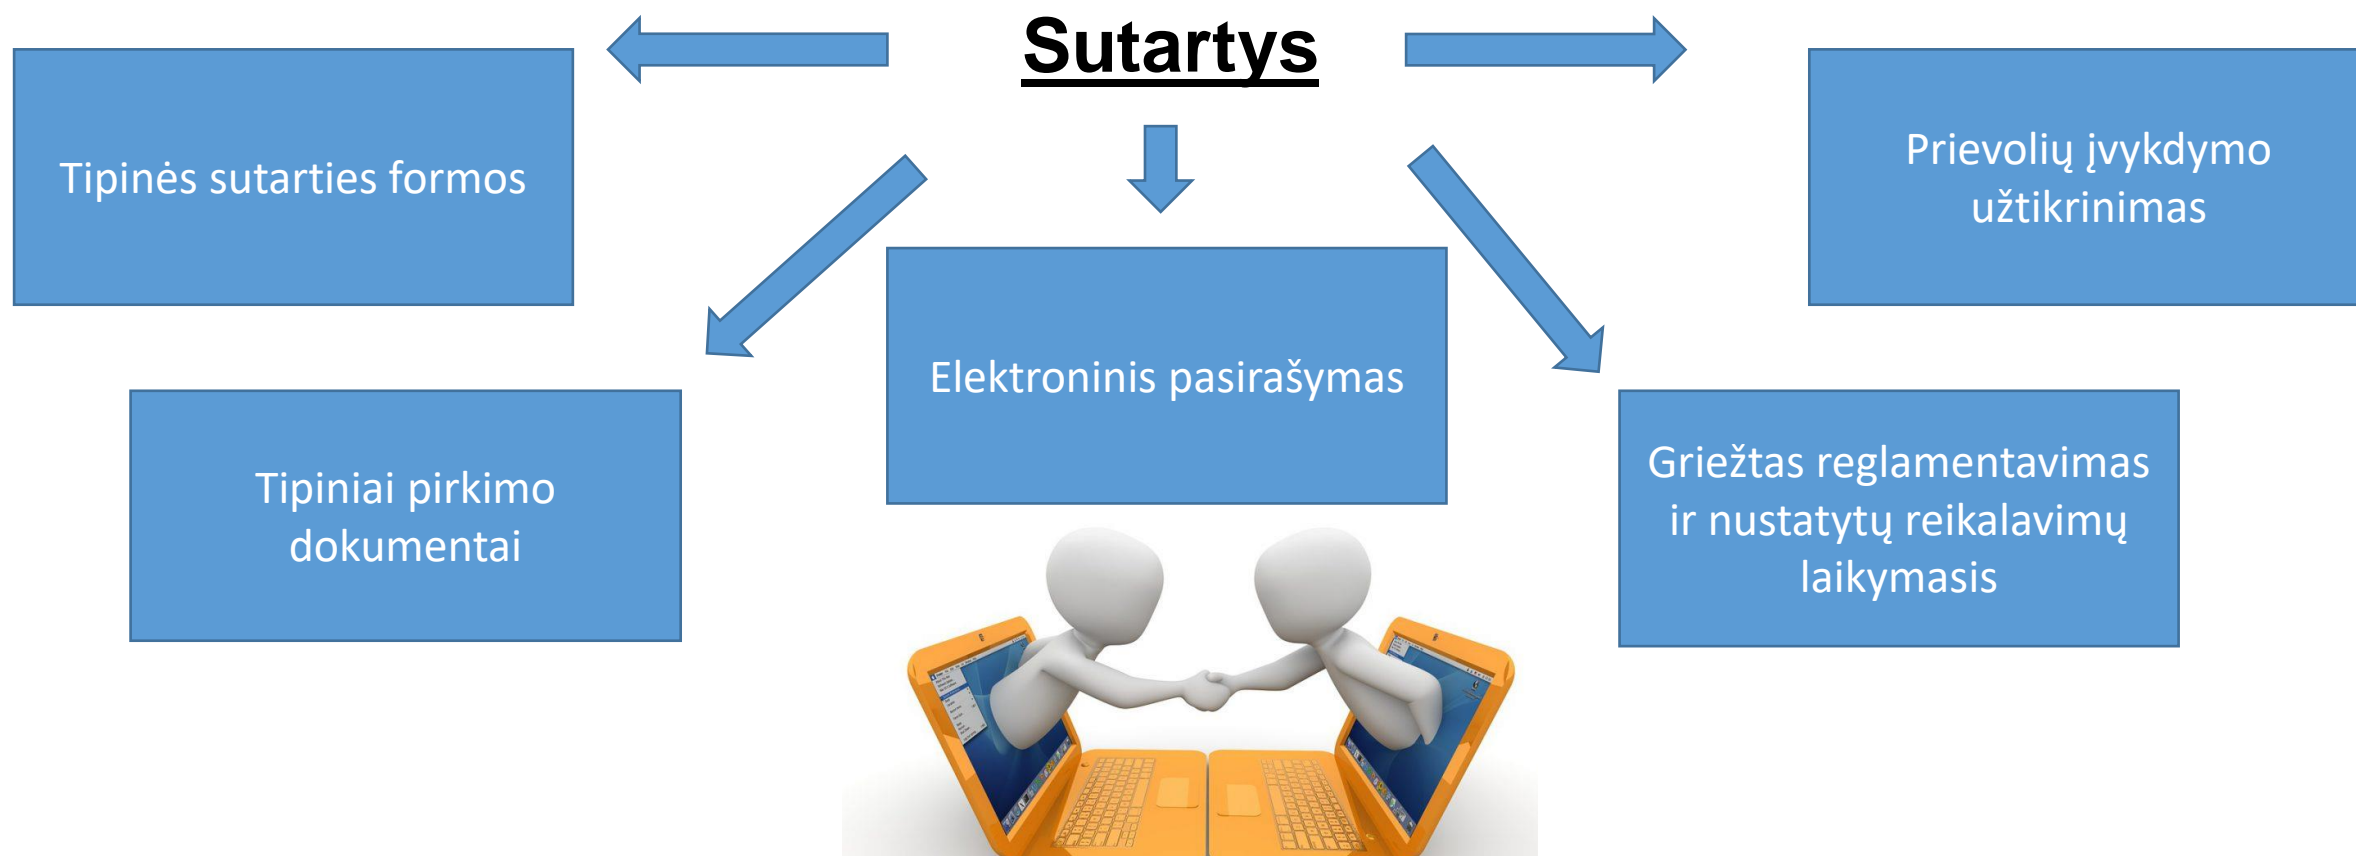 Sutartys
Tipinės sutarties formos
Prievolių įvykdymo
užtikrinimas
Elektroninis pasirašymas
Tipiniai pirkimo
dokumentai
Griežtas reglamentavimas
ir nustatytų reikalavimų
laikymasis